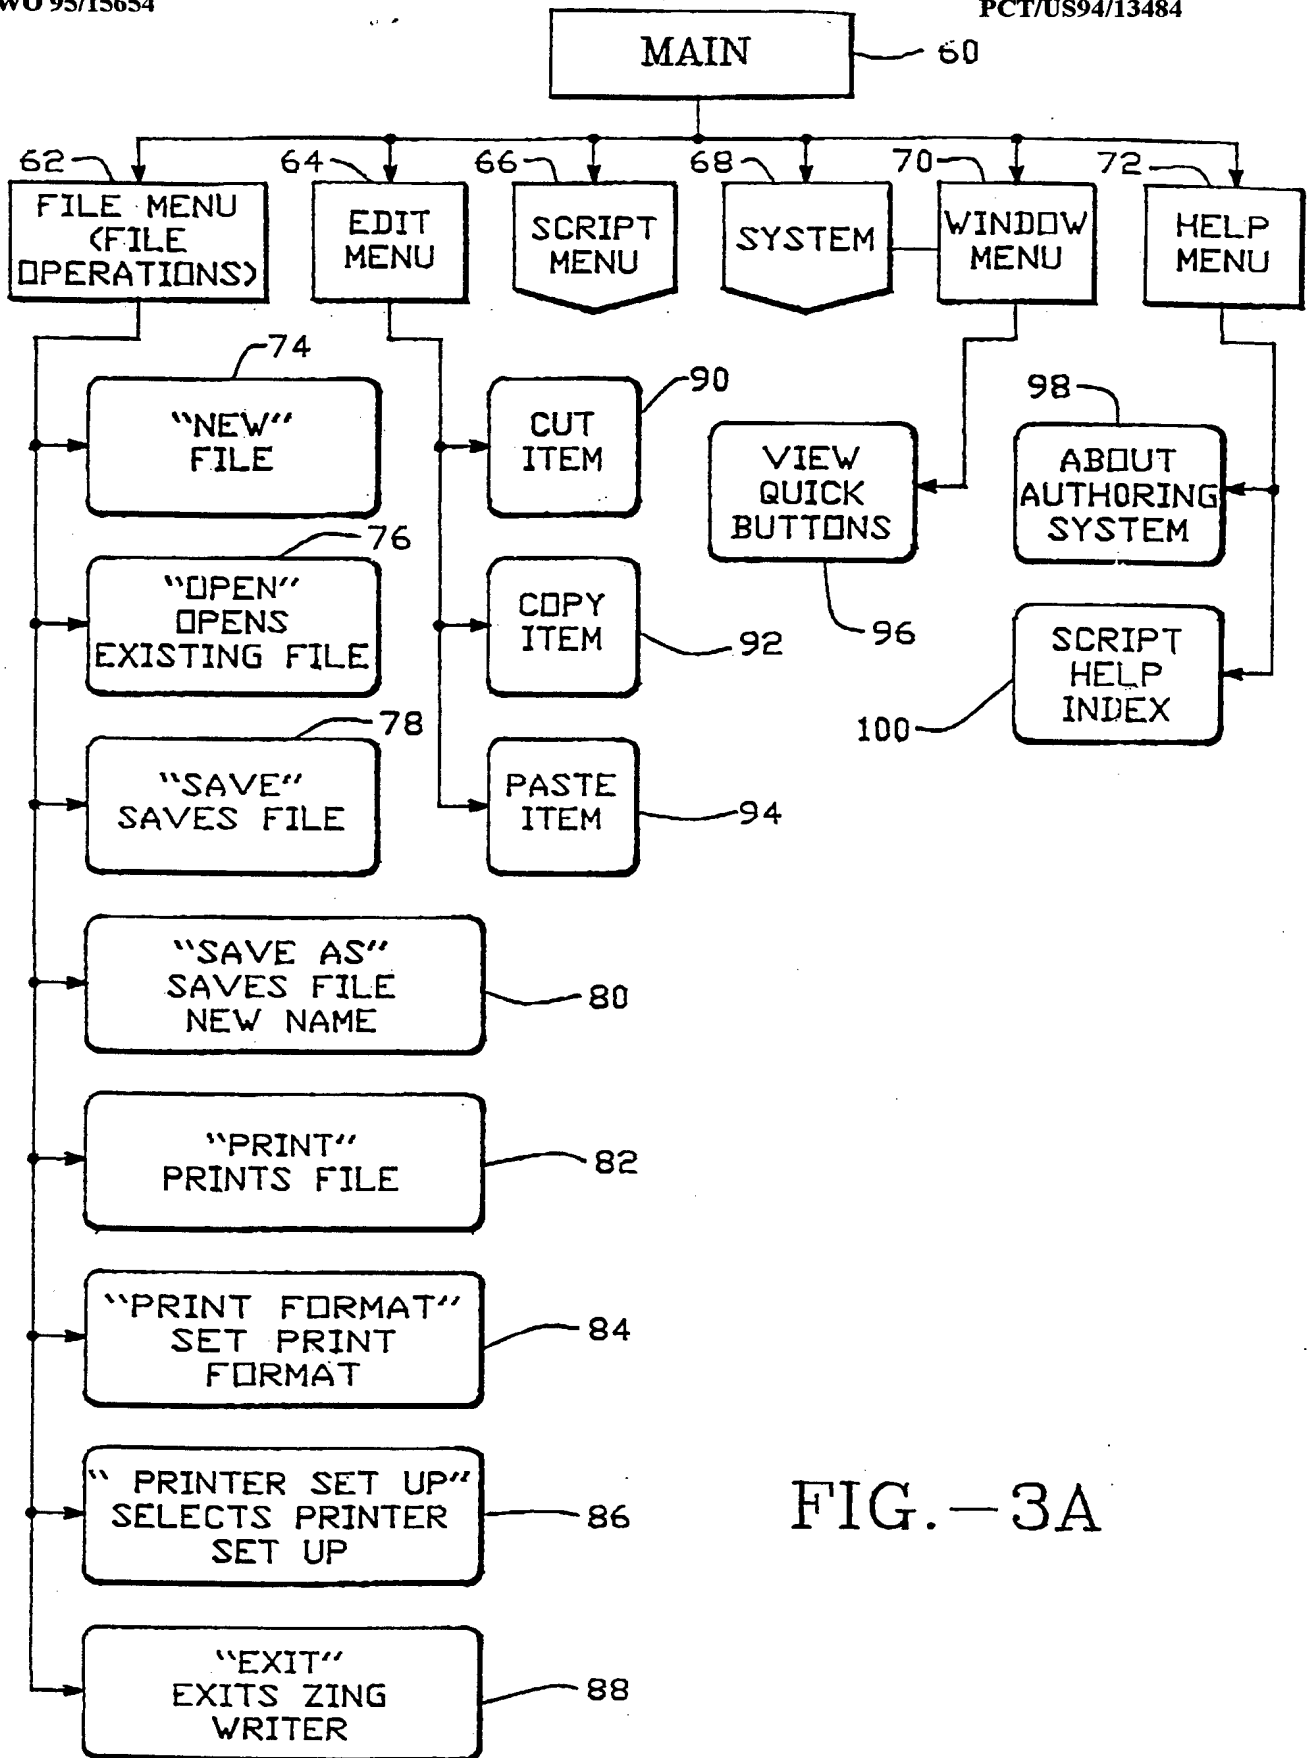 WO 95/15654
PCT/US94/13484
MAIN
60
62
64
66
68
70
72
FILE MENU
(FILE
OPERATIONS)
EDIT
MENU
SCRIPT
MENU
SYSTEM
WINDOW
MENU
HELP
MENU
74
"NEW"
FILE
76
"OPEN"
OPENS
EXISTING FILE
78
"SAVE"
SAVES FILE
"SAVE AS"
SAVES FILE
NEW NAME
80
"PRINT"
PRINTS FILE
82
"PRINT FORMAT"
SET PRINT
FORMAT
84
" PRINTER SET UP"
SELECTS PRINTER
SET UP
86
"EXIT"
EXITS ZING
WRITER
88
90
CUT
ITEM
COPY
ITEM
92
PASTE
ITEM
94
VIEW
QUICK
BUTTONS
96
98
ABOUT
AUTHORING
SYSTEM
SCRIPT
HELP
INDEX
100
FIG.-3A